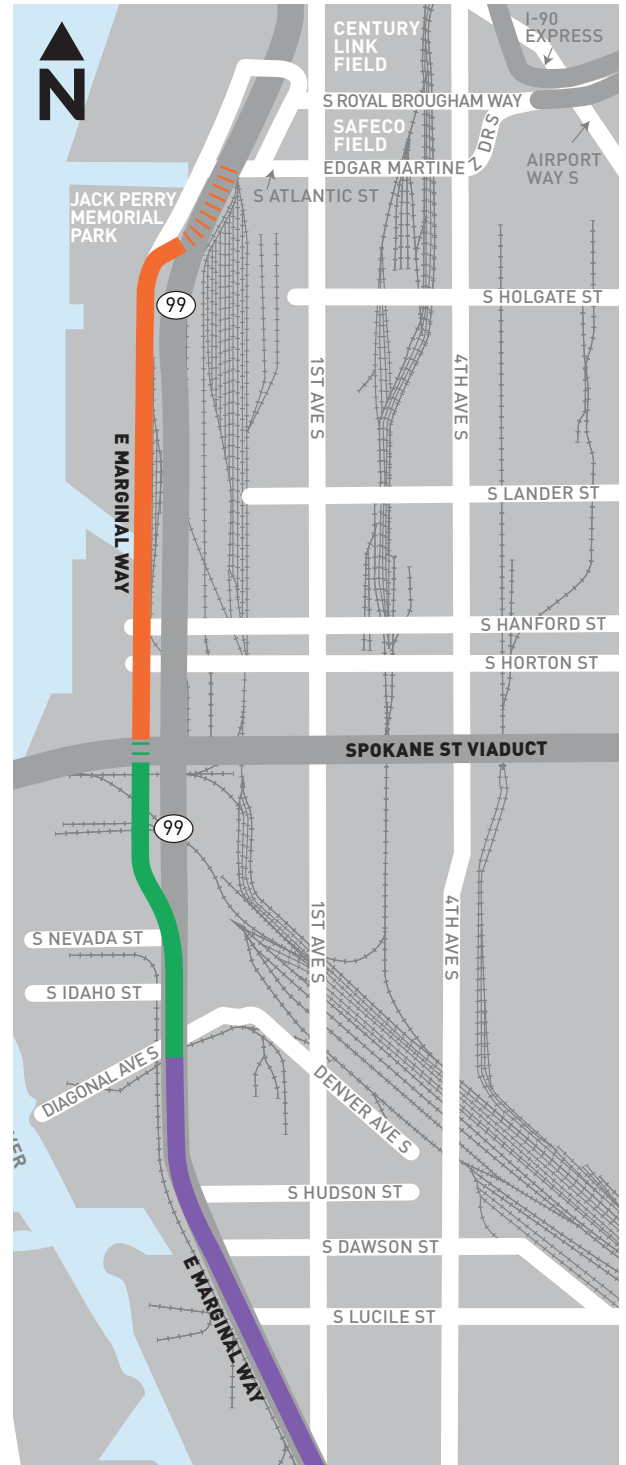 I-90
EXPRESS
CENTURY
LINK
FIELD
N
S ROYAL BROUGHAM WAY
SAFECO
FIELD
EDGAR MARTINEZ DR S
AIRPORT
WAY S
S ATLANTIC ST
JACK PERRY
MEMORIAL
PARK
S HOLGATE ST
99
1ST AVE S
4TH AVE S
E MARGINAL WAY
S LANDER ST
S HANFORD ST
S HORTON ST
SPOKANE ST VIADUCT
99
1ST AVE S
4TH AVE S
S NEVADA ST
S IDAHO ST
DIAGONAL AVE S
DENVER AVE S
S HUDSON ST
S DAWSON ST
E MARGINAL WAY
S LUCILE ST